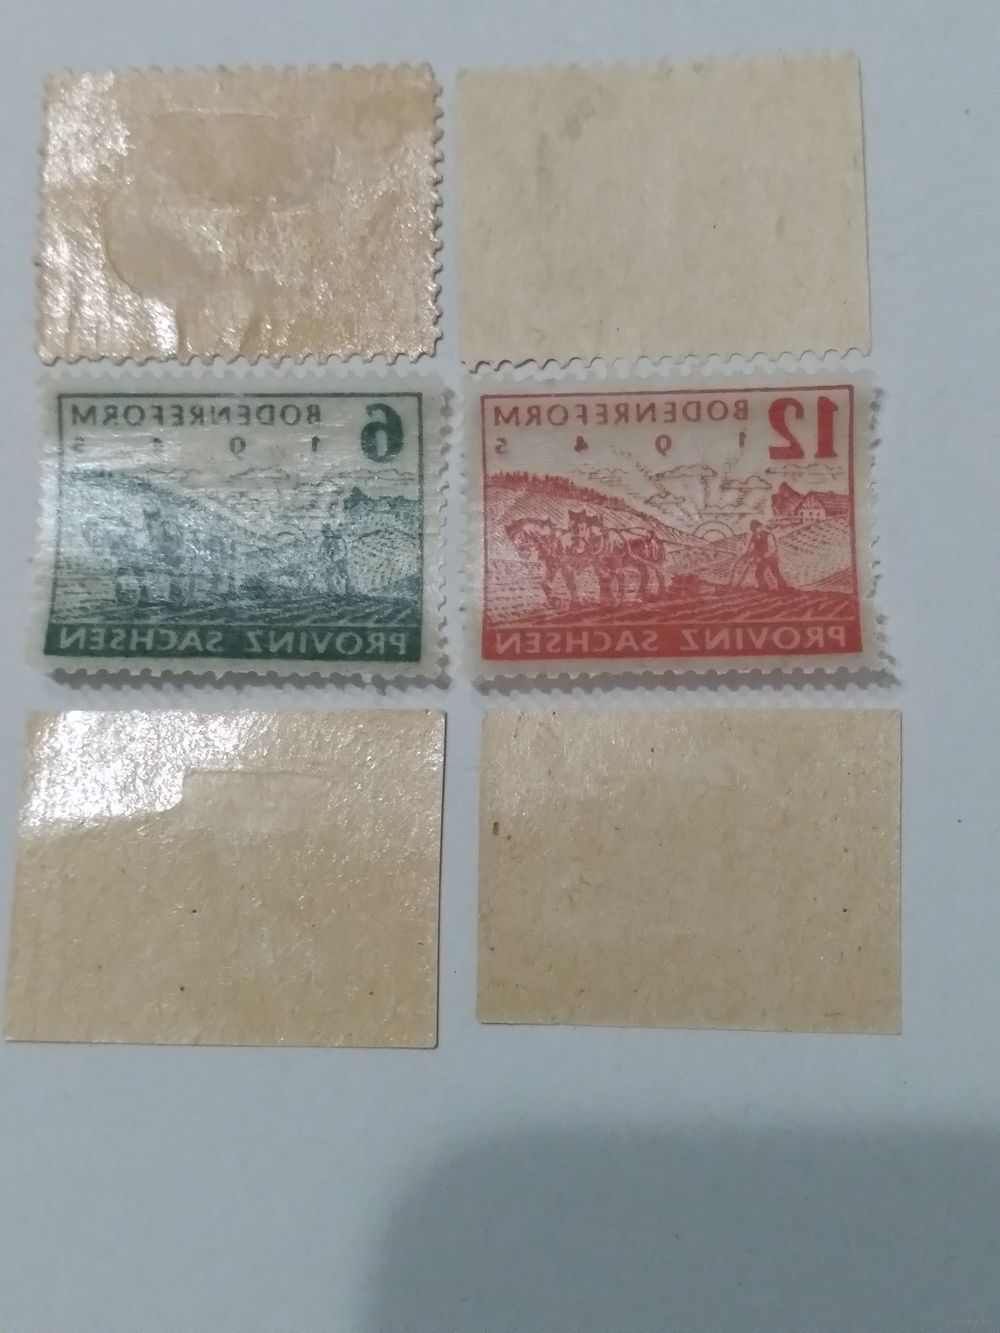 6
BODENREFORM
1 9 4 5
PROVINZ SACHSEN
12
BODENREFORM
1 9 4 5
PROVINZ SACHSEN